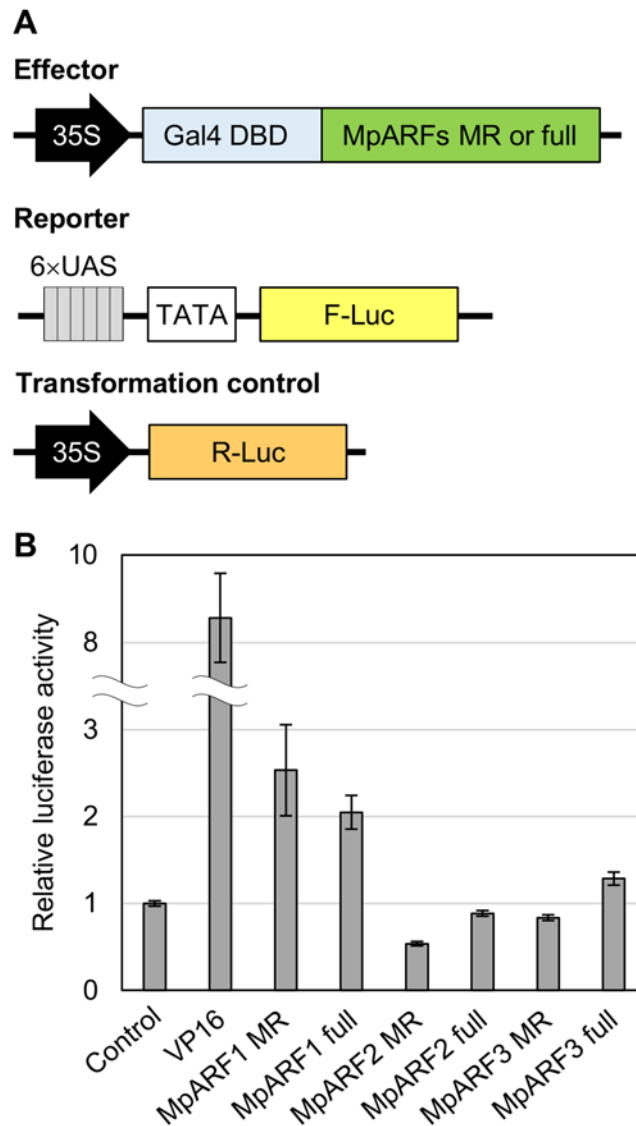 A
Effector
35S Gal4 DBD MpARFs MR or full
Reporter
6×UAS
TATA F-Luc
Transformation control
35S R-Luc
B
Relative luciferase activity
10
8
3
2
1
0
Control
VP16
MpARF1 MR
MpARF1 full
MpARF2 MR
MpARF2 full
MpARF3 MR
MpARF3 full